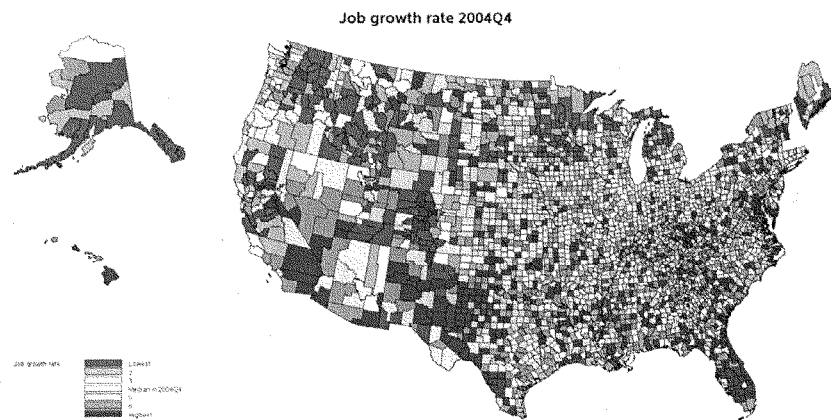 Job growth rate 2004Q4
Job growth rate
Lowest
2
3
Median in 2004Q4
5
6
Highest